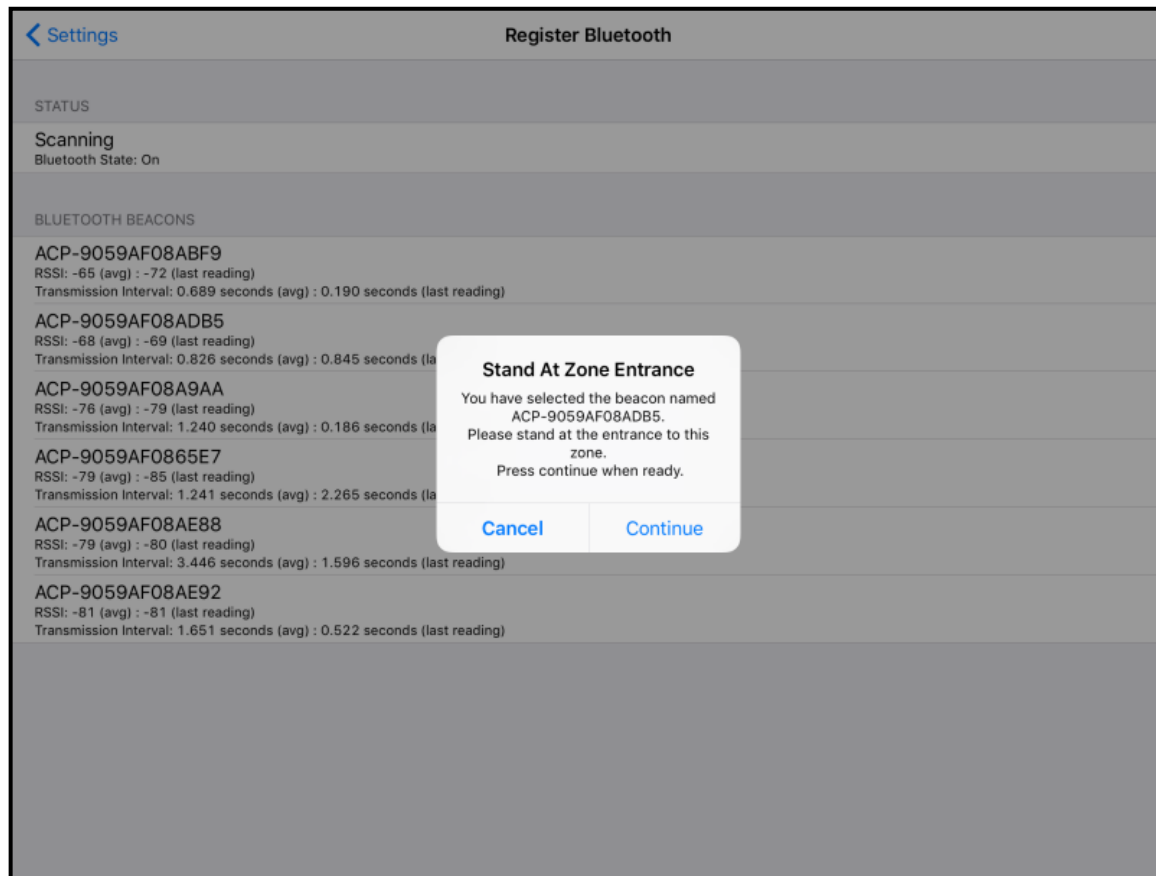 Settings
Register Bluetooth
STATUS
Scanning
Bluetooth State: On
BLUETOOTH BEACONS
ACP-9059AF08ABF9
RSSI: -65 (avg) : -72 (last reading)
Transmission Interval: 0.689 seconds (avg) : 0.190 seconds (last reading)
ACP-9059AF08ADB5
RSSI: -68 (avg) : -69 (last reading)
Transmission Interval: 0.826 seconds (avg) : 0.845 seconds (la
ACP-9059AF08A9AA
RSSI: -76 (avg) : -79 (last reading)
Transmission Interval: 1.240 seconds (avg) : 0.186 seconds (la
ACP-9059AF0865E7
RSSI: -79 (avg) : -85 (last reading)
Transmission Interval: 1.241 seconds (avg) : 2.265 seconds (la
ACP-9059AF08AE88
RSSI: -79 (avg) : -80 (last reading)
Transmission Interval: 3.446 seconds (avg) : 1.596 seconds (last reading)
ACP-9059AF08AE92
RSSI: -81 (avg) : -81 (last reading)
Transmission Interval: 1.651 seconds (avg) : 0.522 seconds (last reading)
Stand At Zone Entrance
You have selected the beacon named
ACP-9059AF08ADB5.
Please stand at the entrance to this
zone.
Press continue when ready.
Cancel
Continue